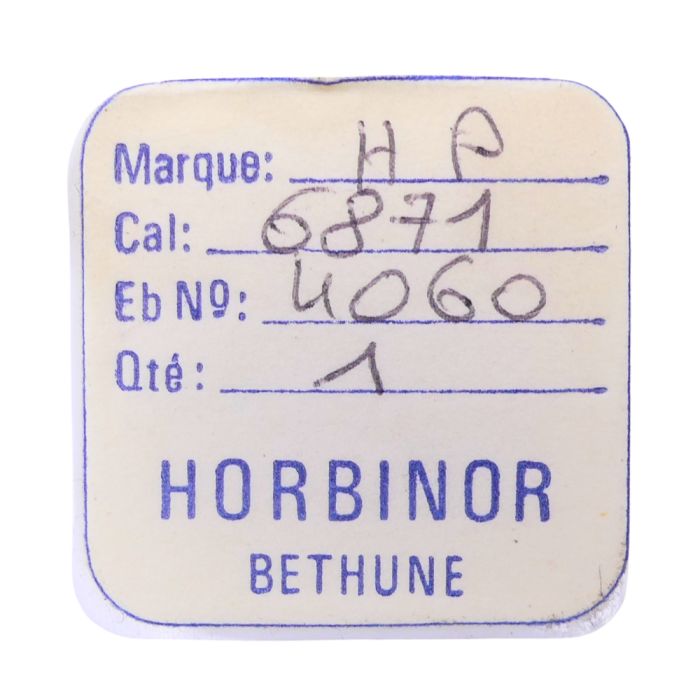 Marque: H P
Cal: 6871
Eb Nº: 4060
Qté: 1
HORBINOR
BETHUNE